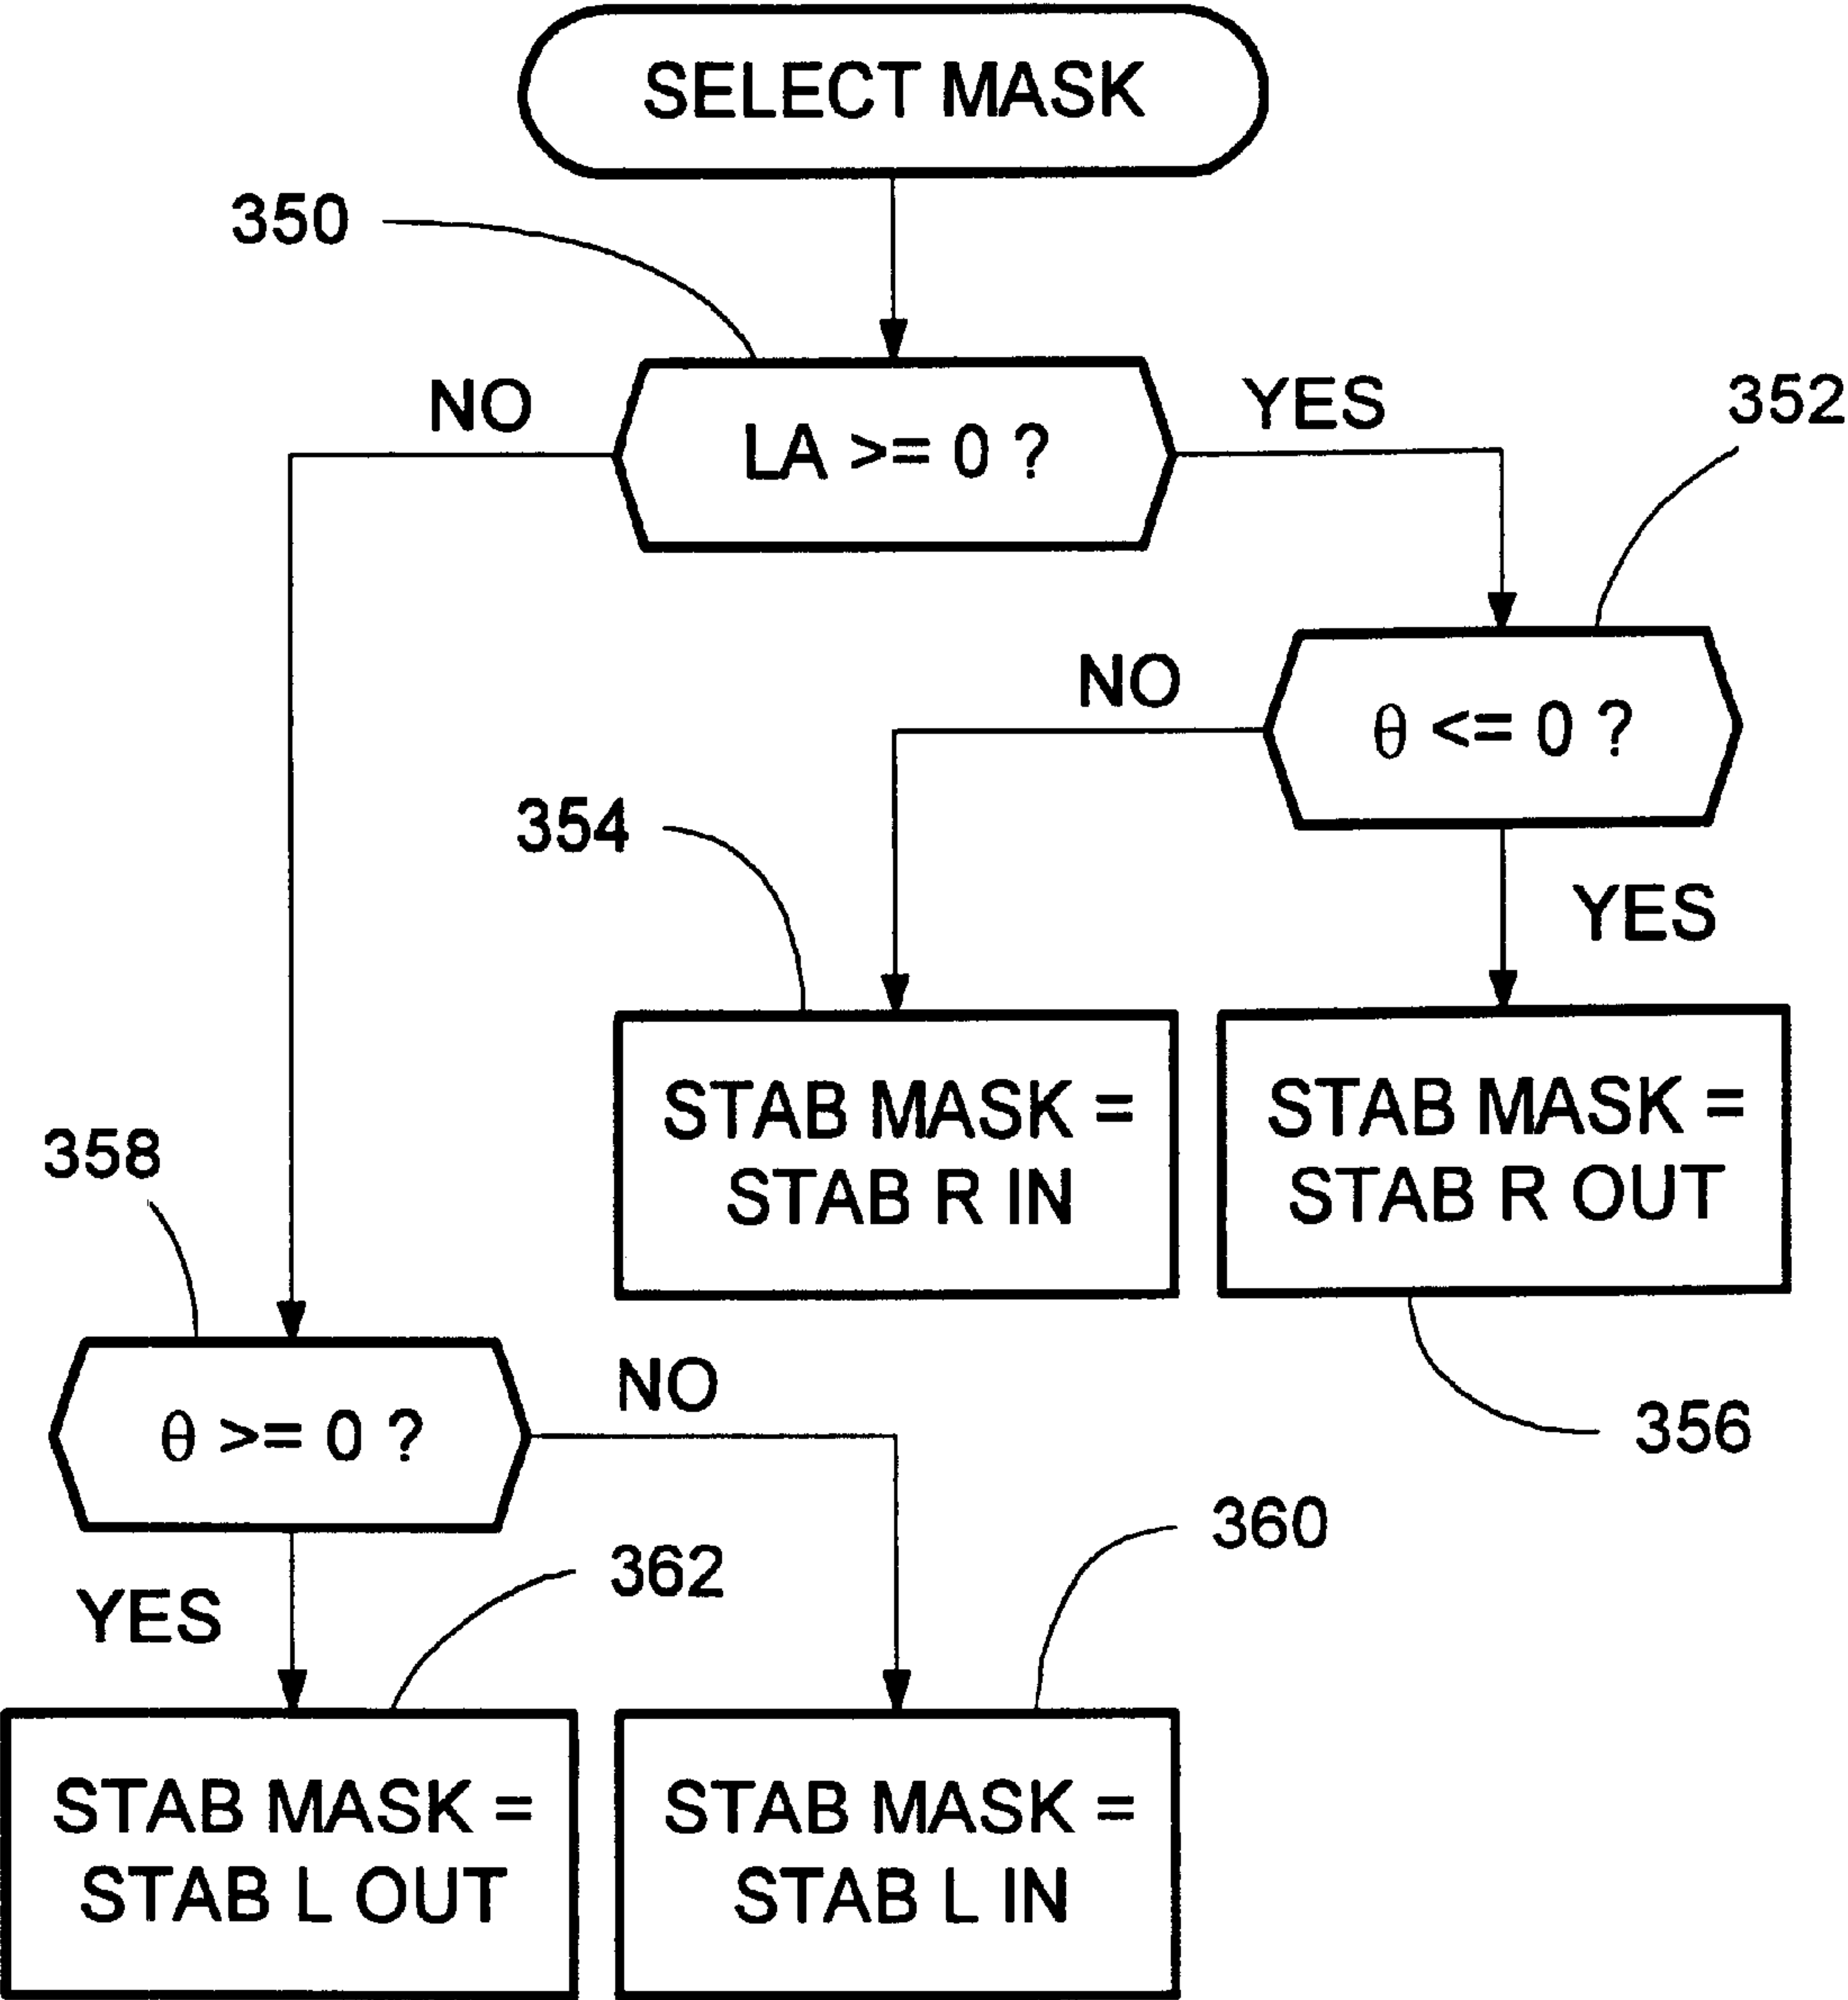 SELECT MASK
350
NO
LA >= 0 ?
YES
352
NO
θ <= 0 ?
354
YES
STAB MASK =
STAB R IN
STAB MASK =
STAB R OUT
358
356
θ >= 0 ?
NO
360
362
YES
STAB MASK =
STAB L OUT
STAB MASK =
STAB L IN